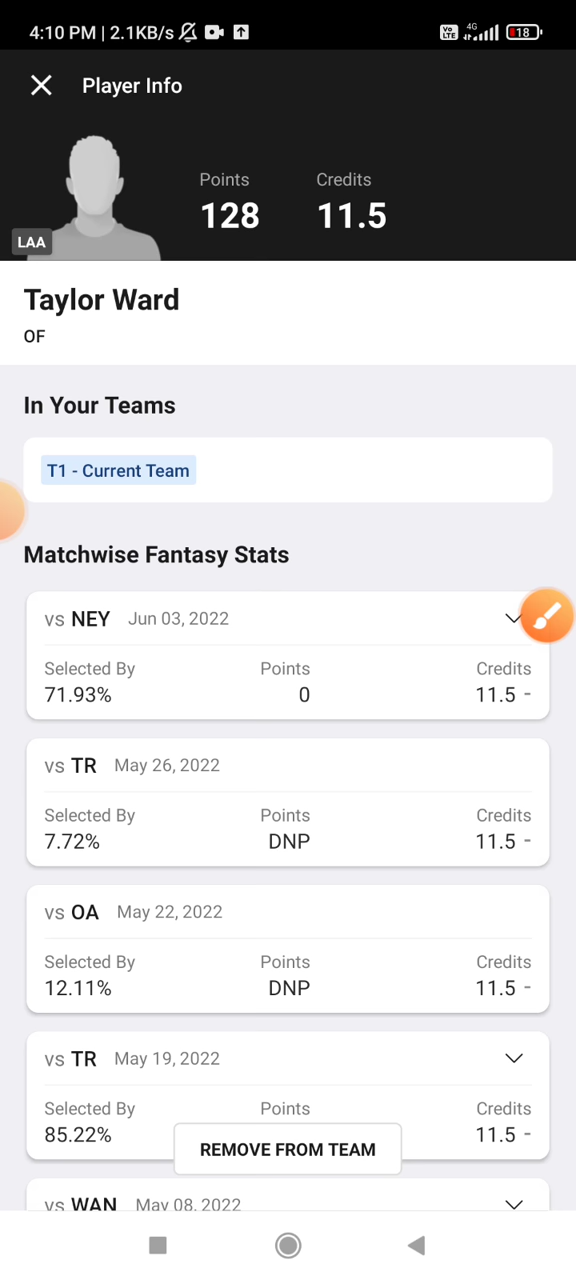 4:10 PM | 2.1KB/s 4G 18
Player Info
Points Credits
128 11.5
LAA
Taylor Ward
OF
In Your Teams
T1 - Current Team
Matchwise Fantasy Stats
vs NEY Jun 03, 2022
Selected By Points Credits
71.93% 0 11.5 -
vs TR May 26, 2022
Selected By Points Credits
7.72% DNP 11.5 -
vs OA May 22, 2022
Selected By Points Credits
12.11% DNP 11.5 -
vs TR May 19, 2022
Selected By Points Credits
85.22% 11.5 -
REMOVE FROM TEAM
vs WAN May 08, 2022